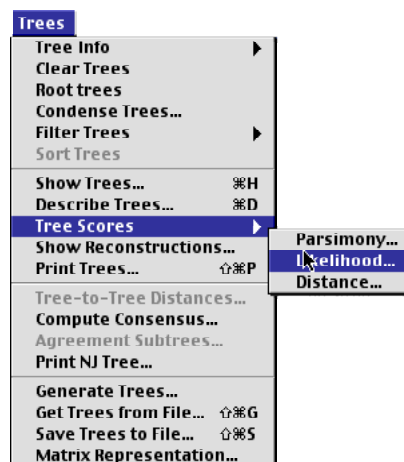 Trees
Tree Info
Clear Trees
Root trees
Condense Trees...
Filter Trees
Sort Trees
Show Trees... ⌘H
Describe Trees... ⌘D
Tree Scores
Parsimony...
Likelihood...
Distance...
Show Reconstructions...
Print Trees... ⇧⌘P
Tree-to-Tree Distances...
Compute Consensus...
Agreement Subtrees...
Print NJ Tree...
Generate Trees...
Get Trees from File... ⇧⌘G
Save Trees to File... ⇧⌘S
Matrix Representation...